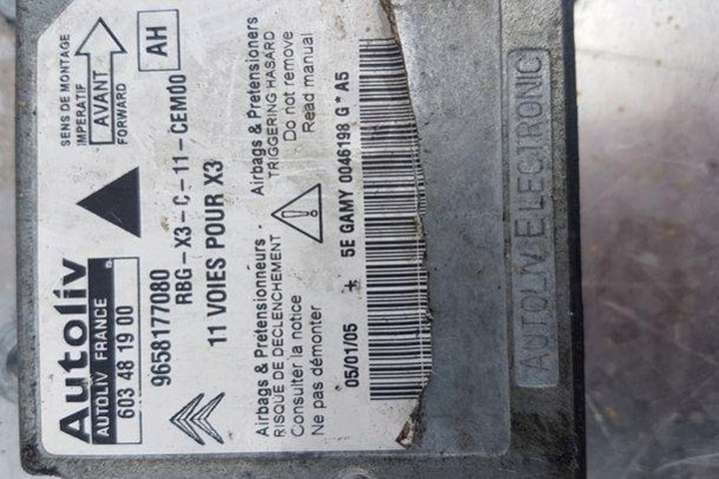 Autoliv
AUTOLIV FRANCE
603 48 19 00
SENS DE MONTAGE
IMPERATIF
AVANT
FORWARD
AH
9658177080
RBG-X3-C-11-CEM00
11 VOIES POUR X3
Airbags & Prétensionneurs - Airbags & Pretensioners
RISQUE DE DECLENCHEMENT
TRIGGERING HASARD
Consulter la notice
Do not remove
Ne pas démonter
Read manual
05/01/05 * 5E GAMY 0046198 G * A5
AUTOLIV ELECTRONIC